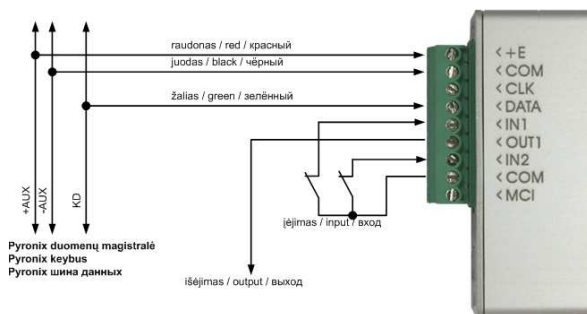 raudonas / red / красный
juodas / black / чёрный
žalias / green / зелённый
< +E
< COM
< CLK
< DATA
< IN1
< OUT1
< IN2
< COM
< MCI
+AUX
-AUX
KD
įėjimas / input / вход
Pyronix duomenų magistralė
Pyronix keybus
Pyronix шина данных
išėjimas / output / выход